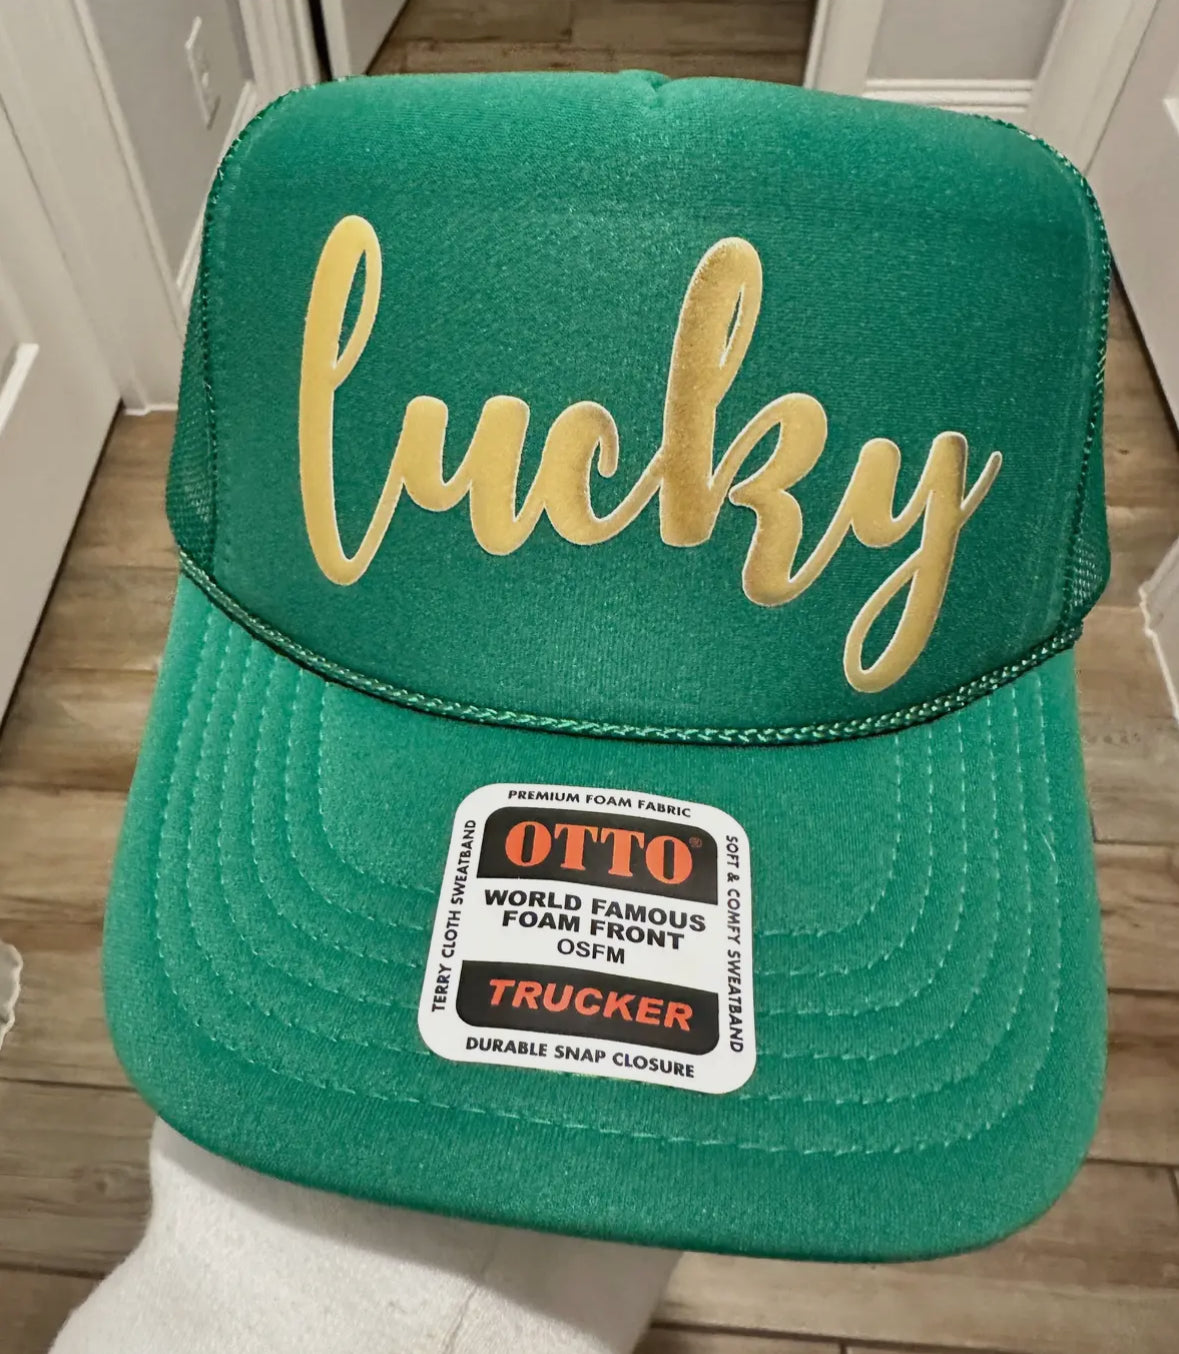 lucky
PREMIUM FOAM FABRIC
OTTO®
WORLD FAMOUS
FOAM FRONT
OSFM
TRUCKER
DURABLE SNAP CLOSURE
TERRY CLOTH SWEATBAND
SOFT & COMFY SWEATBAND